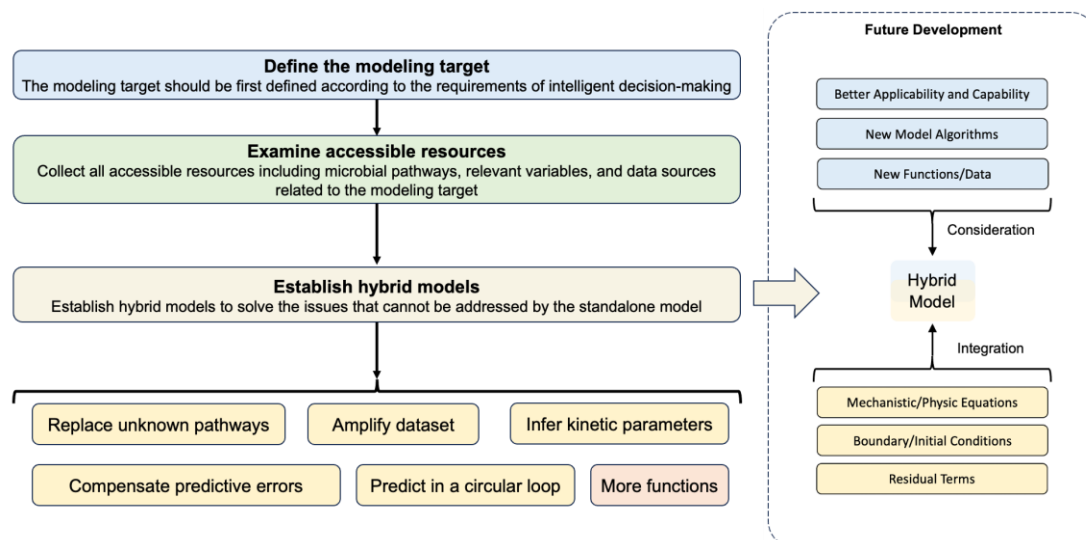 Define the modeling target
The modeling target should be first defined according to the requirements of intelligent decision-making
Examine accessible resources
Collect all accessible resources including microbial pathways, relevant variables, and data sources
related to the modeling target
Establish hybrid models
Establish hybrid models to solve the issues that cannot be addressed by the standalone model
Replace unknown pathways
Amplify dataset
Infer kinetic parameters
Compensate predictive errors
Predict in a circular loop
More functions
Future Development
Better Applicability and Capability
New Model Algorithms
New Functions/Data
Consideration
Hybrid
Model
Integration
Mechanistic/Physic Equations
Boundary/Initial Conditions
Residual Terms